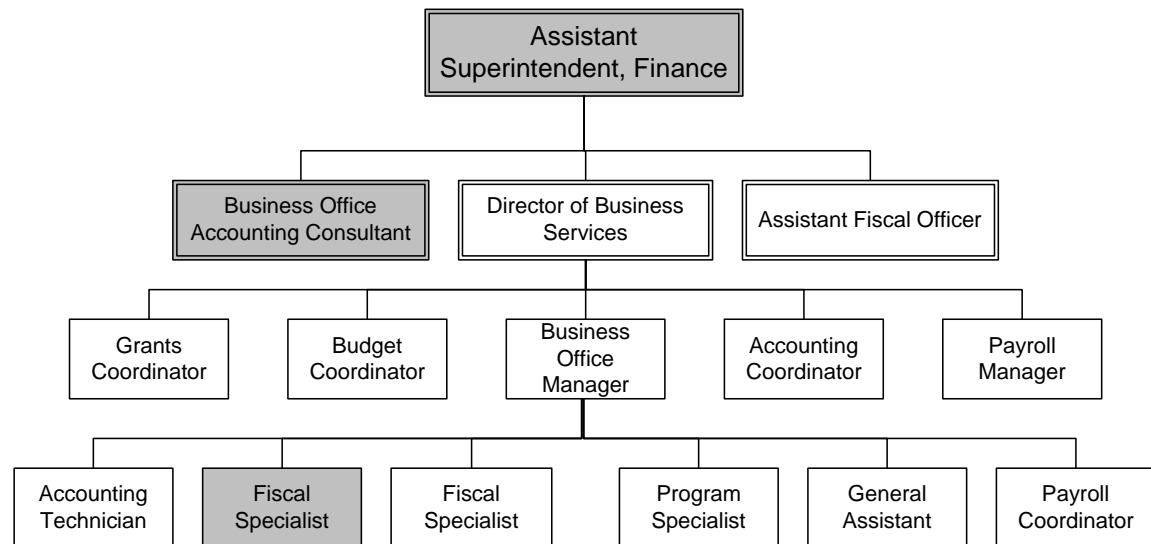 Assistant
Superintendent, Finance
Business Office
Accounting Consultant
Director of Business
Services
Assistant Fiscal Officer
Grants
Coordinator
Budget
Coordinator
Business
Office
Manager
Accounting
Coordinator
Payroll
Manager
Accounting
Technician
Fiscal
Specialist
Fiscal
Specialist
Program
Specialist
General
Assistant
Payroll
Coordinator